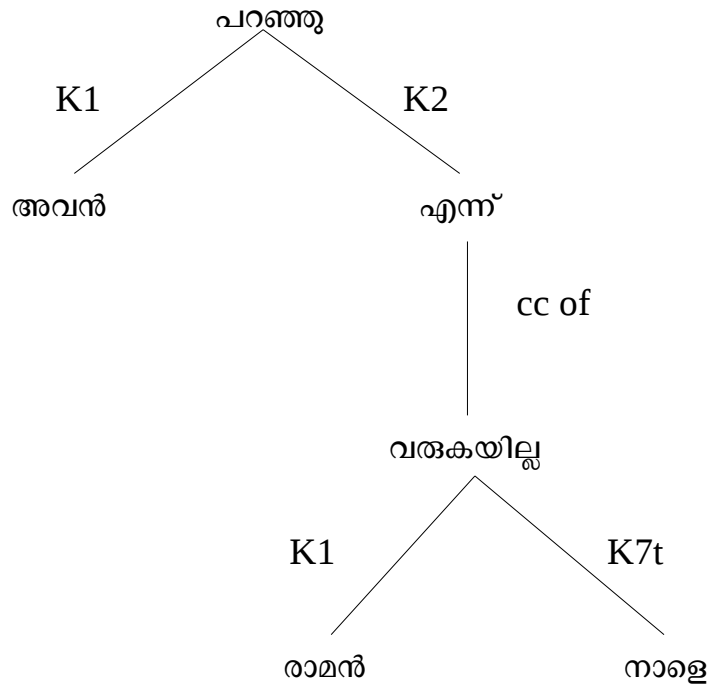 പറഞ്ഞു
K1 K2
അവൻ എന്ന്
cc of
വരുകയില്ല
K1 K7t
രാമൻ നാളെ